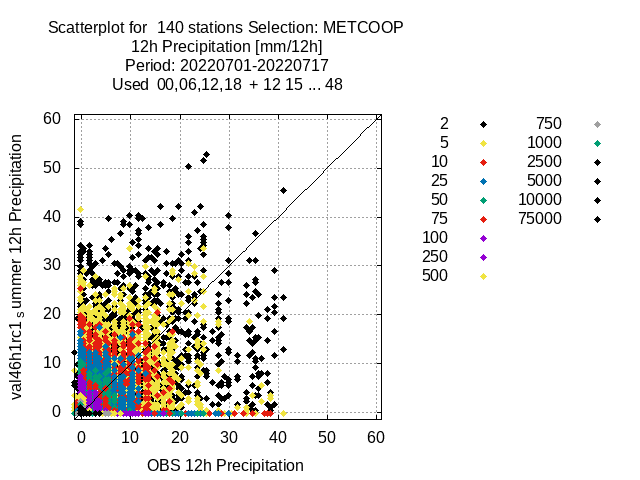 Scatterplot for 140 stations Selection: METCOOP
12h Precipitation [mm/12h]
Period: 20220701-20220717
Used 00,06,12,18 + 12 15 ... 48
val46h1rc1 s ummer 12h Precipitation
60
50
40
30
20
10
0
0 10 20 30 40 50 60
OBS 12h Precipitation
2 750
5 1000
10 2500
25 5000
50 10000
75 75000
100
250
500